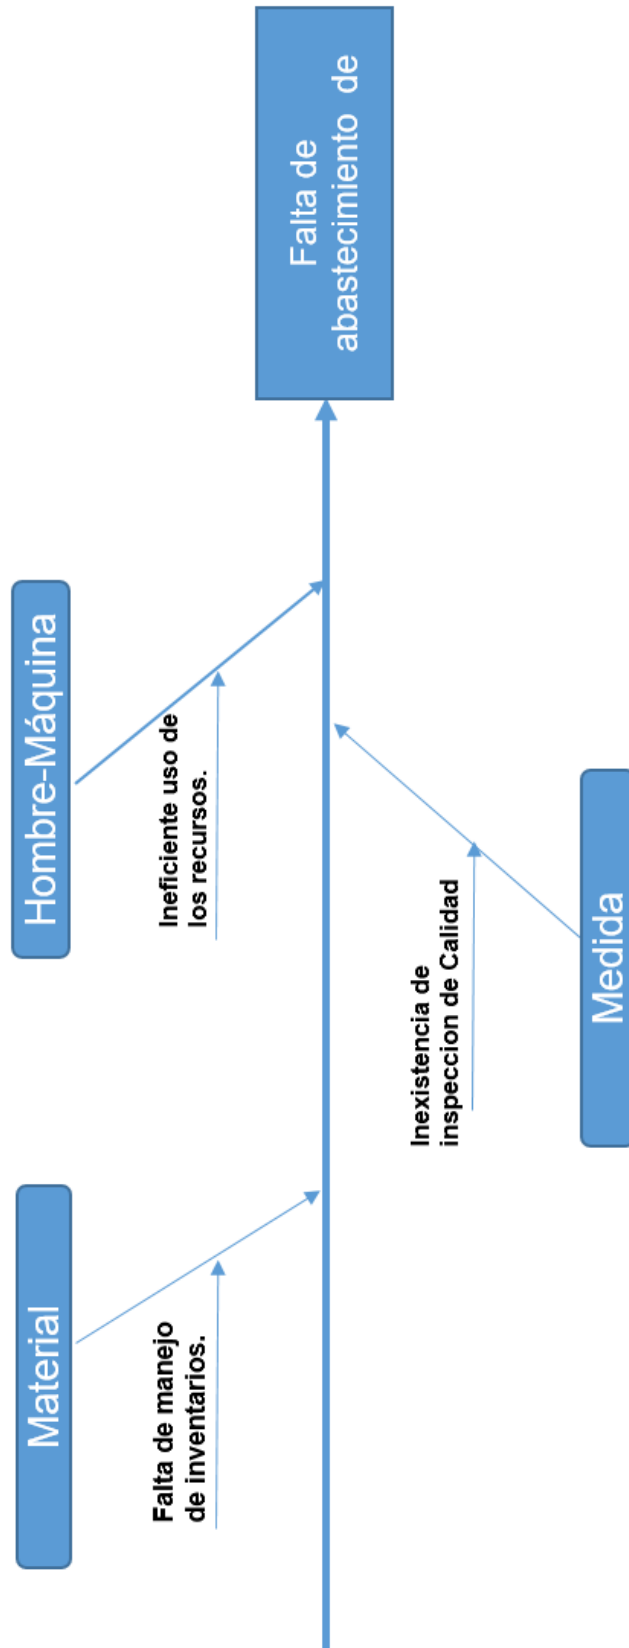 Material
Hombre-Máquina
Falta de manejo
de inventarios.
Ineficiente uso de
los recursos.
Falta de
abastecimiento de
Inexistencia de
inspeccion de Calidad
Medida